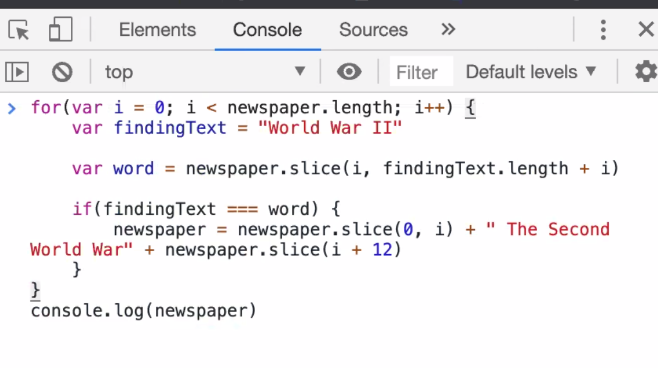 Elements Console Sources »
top ▼ Filter Default levels ▼
> for(var i = 0; i < newspaper.length; i++) {
    var findingText = "World War II"

    var word = newspaper.slice(i, findingText.length + i)

    if(findingText === word) {
        newspaper = newspaper.slice(0, i) + " The Second
World War" + newspaper.slice(i + 12)
    }
}
console.log(newspaper)